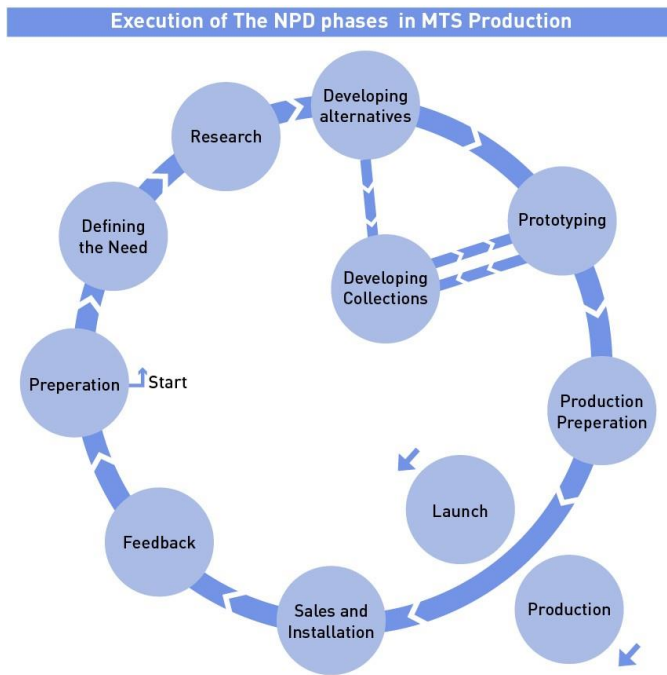 Execution of The NPD phases in MTS Production
Developing
alternatives
Research
Defining
the Need
Prototyping
Developing
Collections
Preperation
Start
Production
Preperation
Launch
Feedback
Sales and
Installation
Production